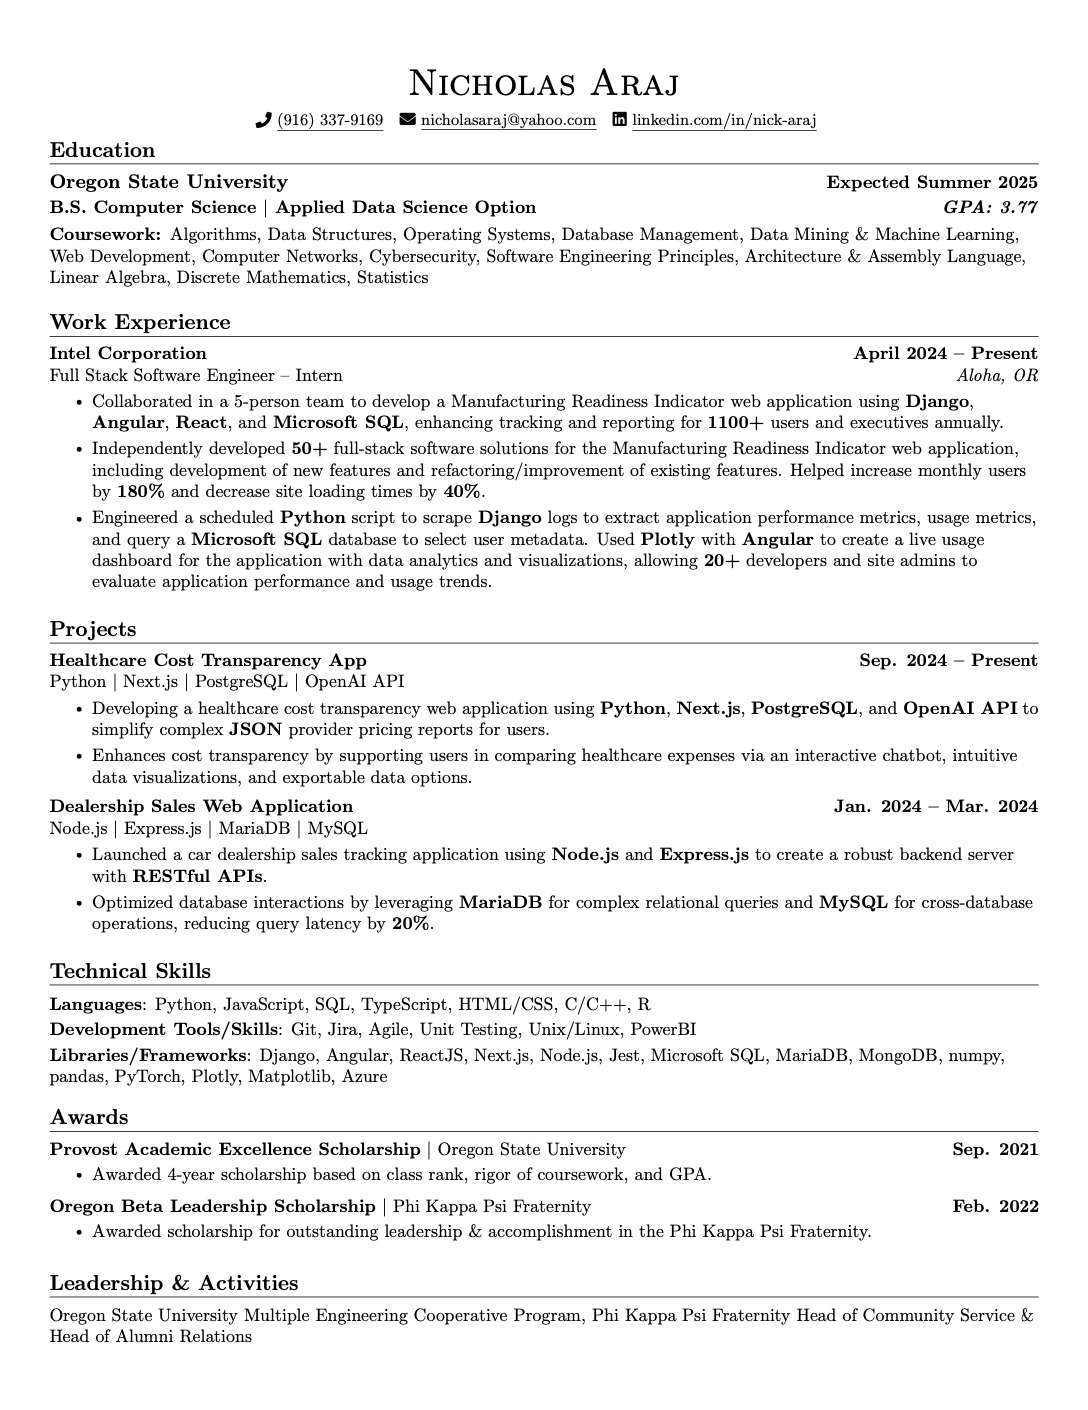 Nicholas Araj
(916) 337-9169 nicholasaraj@yahoo.com linkedin.com/in/nick-araj
Education
Oregon State University Expected Summer 2025
B.S. Computer Science | Applied Data Science Option GPA: 3.77
Coursework: Algorithms, Data Structures, Operating Systems, Database Management, Data Mining & Machine Learning,
Web Development, Computer Networks, Cybersecurity, Software Engineering Principles, Architecture & Assembly Language,
Linear Algebra, Discrete Mathematics, Statistics
Work Experience
Intel Corporation April 2024 – Present
Full Stack Software Engineer – Intern Aloha, OR
• Collaborated in a 5-person team to develop a Manufacturing Readiness Indicator web application using Django,
Angular, React, and Microsoft SQL, enhancing tracking and reporting for 1100+ users and executives annually.
• Independently developed 50+ full-stack software solutions for the Manufacturing Readiness Indicator web application,
including development of new features and refactoring/improvement of existing features. Helped increase monthly users
by 180% and decrease site loading times by 40%.
• Engineered a scheduled Python script to scrape Django logs to extract application performance metrics, usage metrics,
and query a Microsoft SQL database to select user metadata. Used Plotly with Angular to create a live usage
dashboard for the application with data analytics and visualizations, allowing 20+ developers and site admins to
evaluate application performance and usage trends.
Projects
Healthcare Cost Transparency App Sep. 2024 – Present
Python | Next.js | PostgreSQL | OpenAI API
• Developing a healthcare cost transparency web application using Python, Next.js, PostgreSQL, and OpenAI API to
simplify complex JSON provider pricing reports for users.
• Enhances cost transparency by supporting users in comparing healthcare expenses via an interactive chatbot, intuitive
data visualizations, and exportable data options.
Dealership Sales Web Application Jan. 2024 – Mar. 2024
Node.js | Express.js | MariaDB | MySQL
• Launched a car dealership sales tracking application using Node.js and Express.js to create a robust backend server
with RESTful APIs.
• Optimized database interactions by leveraging MariaDB for complex relational queries and MySQL for cross-database
operations, reducing query latency by 20%.
Technical Skills
Languages: Python, JavaScript, SQL, TypeScript, HTML/CSS, C/C++, R
Development Tools/Skills: Git, Jira, Agile, Unit Testing, Unix/Linux, PowerBI
Libraries/Frameworks: Django, Angular, ReactJS, Next.js, Node.js, Jest, Microsoft SQL, MariaDB, MongoDB, numpy,
pandas, PyTorch, Plotly, Matplotlib, Azure
Awards
Provost Academic Excellence Scholarship | Oregon State University Sep. 2021
• Awarded 4-year scholarship based on class rank, rigor of coursework, and GPA.
Oregon Beta Leadership Scholarship | Phi Kappa Psi Fraternity Feb. 2022
• Awarded scholarship for outstanding leadership & accomplishment in the Phi Kappa Psi Fraternity.
Leadership & Activities
Oregon State University Multiple Engineering Cooperative Program, Phi Kappa Psi Fraternity Head of Community Service &
Head of Alumni Relations